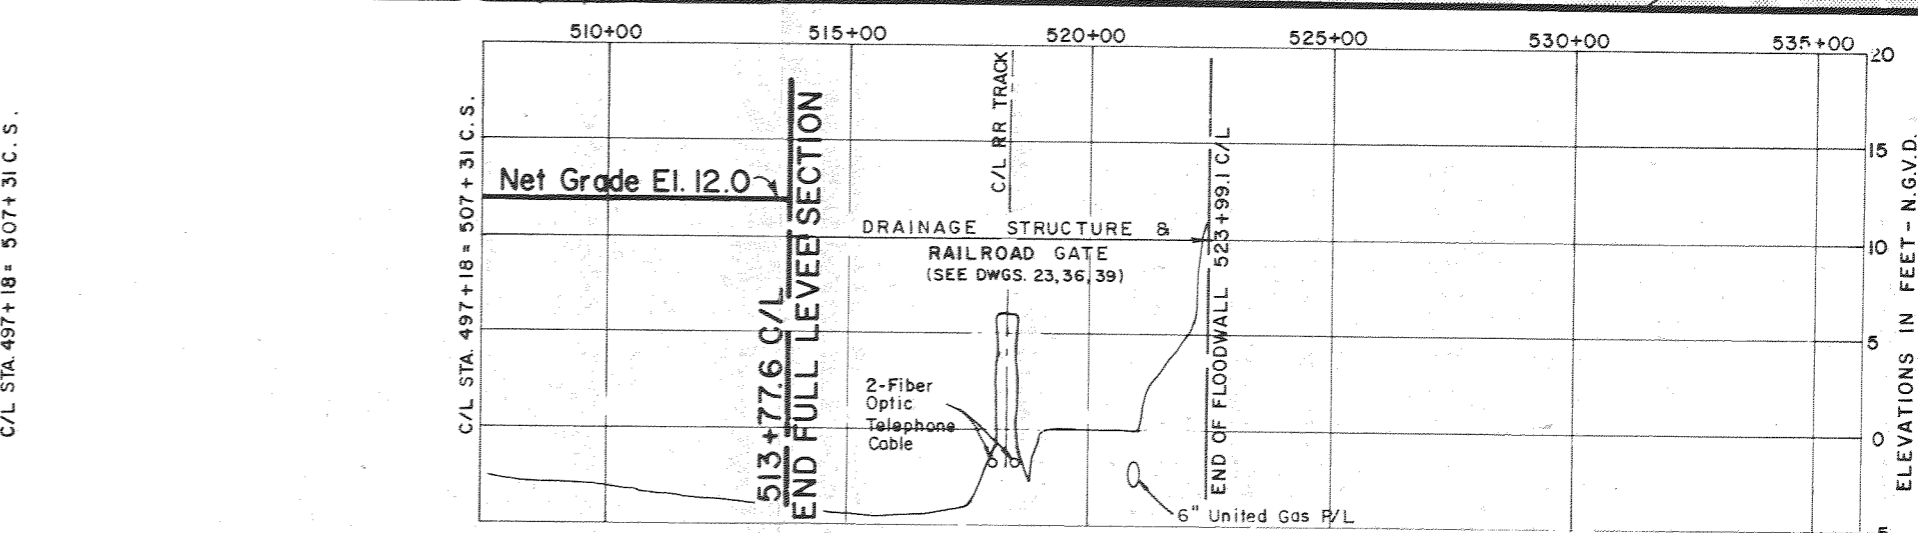 510+00 515+00 520+00 525+00 530+00 535+00
20
15
10
5
0
ELEVATIONS IN FEET - N.G.V.D.
C/L STA. 497+18 = 507+31 C.S.
C/L STA. 497+18 = 507+31 C.S.
Net Grade El. 12.0
513+77.6 C/L
END FULL LEVEE SECTION
C/L RR TRACK
DRAINAGE STRUCTURE &
RAILROAD GATE
(SEE DWGS. 23,36,39)
2-Fiber
Optic
Telephone
Cable
END OF FLOODWALL 523+99.1 C/L
6" United Gas P/L